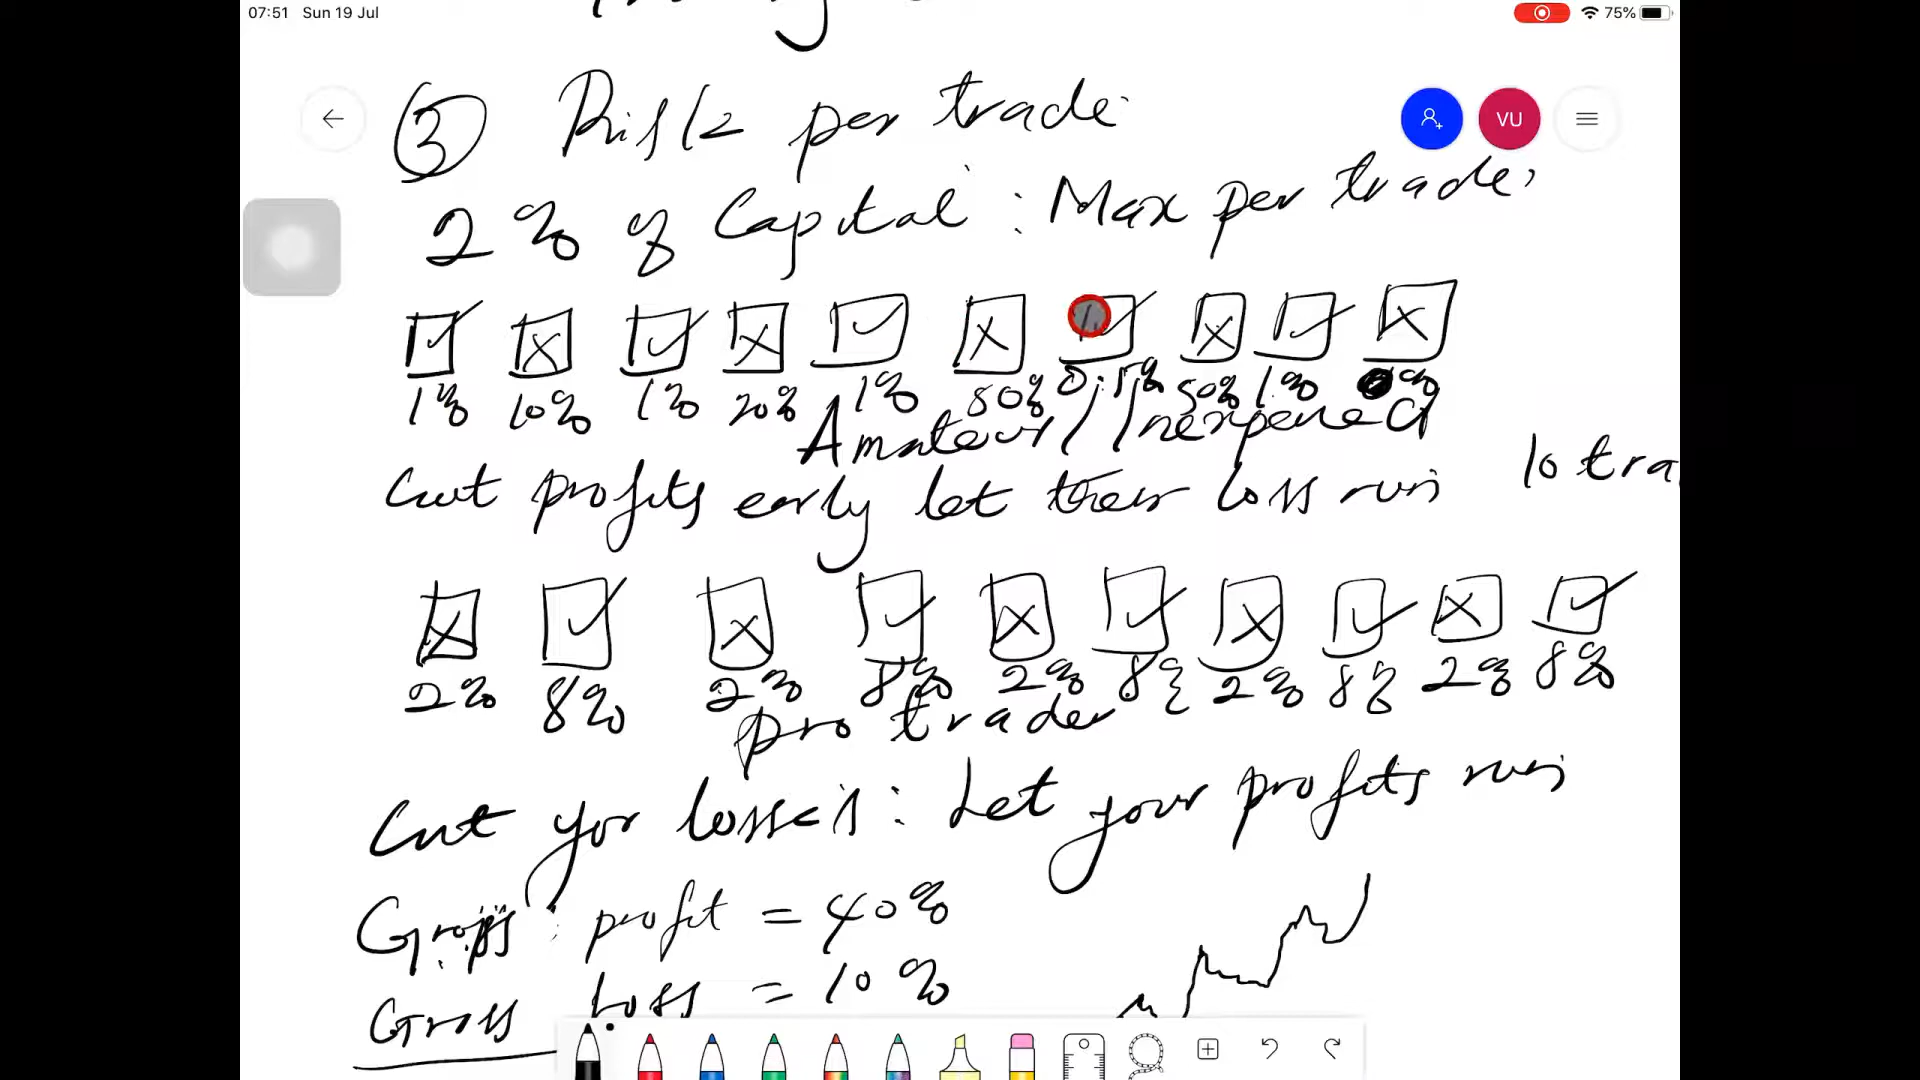 07:51 Sun 19 Jul 75%
③ Risk per trade
VU
2% of Capital : Max per trade
1% 10% 1% 20% 1% 50% 0.5% 50% 1%
Amateur / Inexperienced
Cut profits early let their loss run 10 tra
2% 8% 2% 8% 2% 8% 2% 8% 2% 8%
pro trader
Cut your losses : Let your profits run
Gross : profit = 40%
Gross Loss = 10%